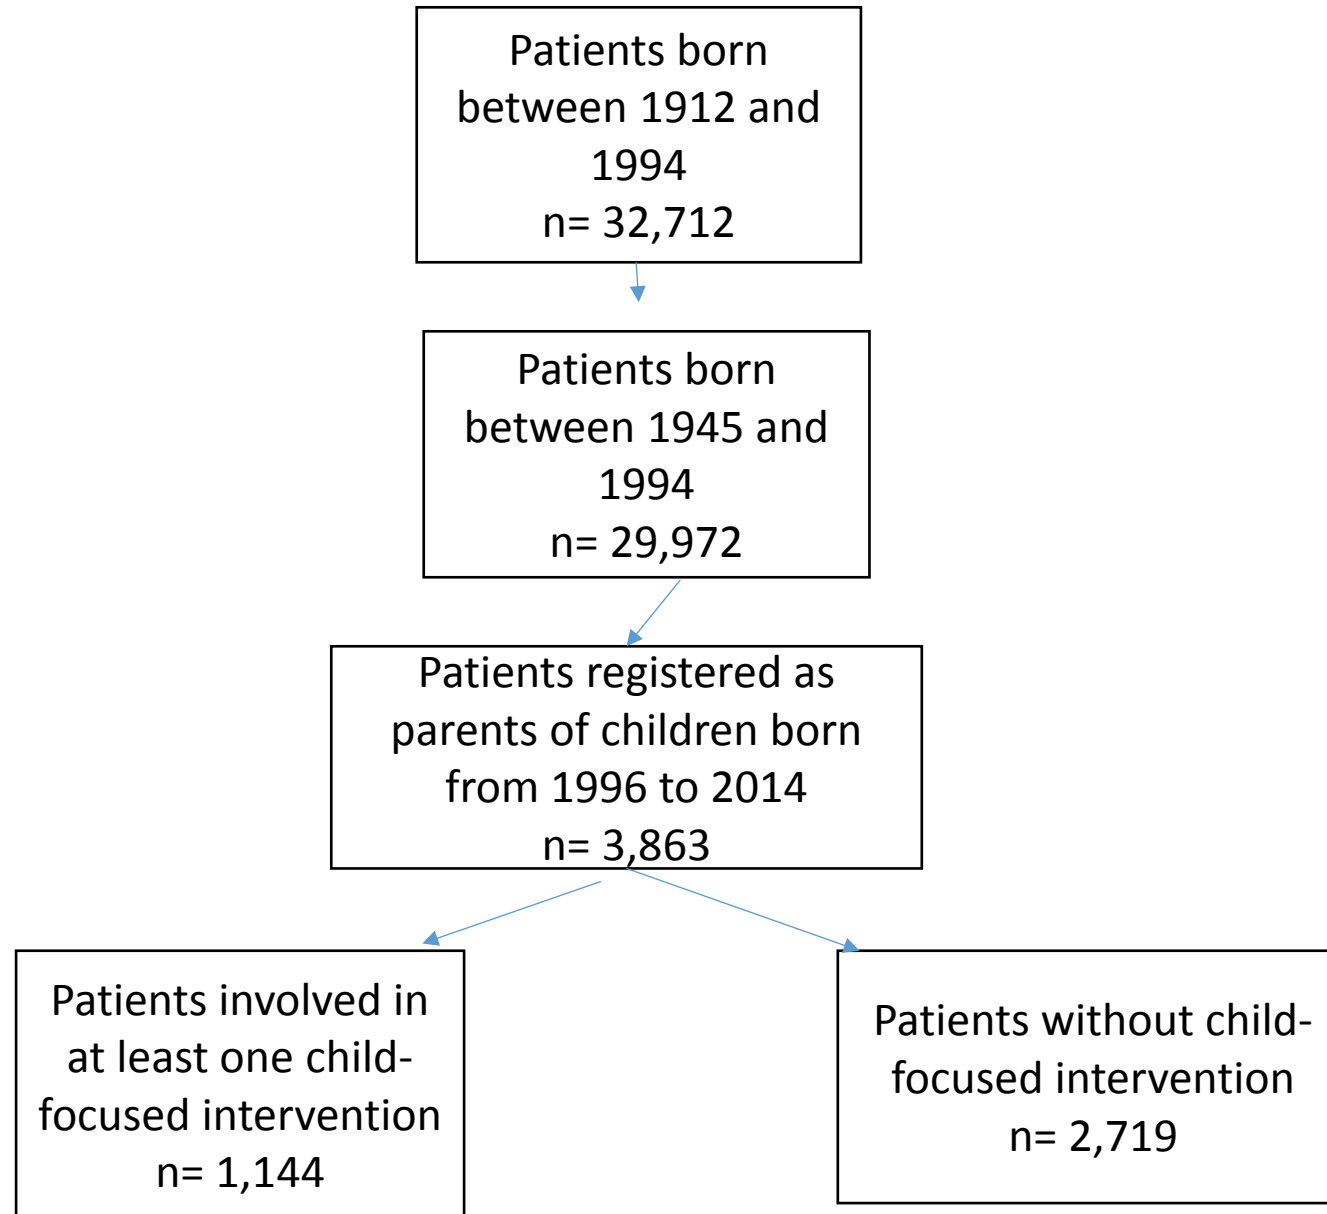 Patients born
between 1912 and
1994
n= 32,712
Patients born
between 1945 and
1994
n= 29,972
Patients registered as
parents of children born
from 1996 to 2014
n= 3,863
Patients involved in
at least one child-
focused intervention
n= 1,144
Patients without child-
focused intervention
n= 2,719